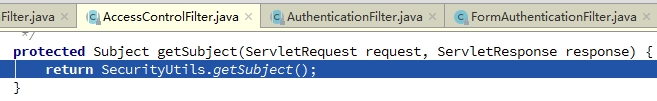 Filter.java AccessControlFilter.java AuthenticationFilter.java FormAuthenticationFilter.java
*/
protected Subject getSubject(ServletRequest request, ServletResponse response) {
return SecurityUtils.getSubject();
}